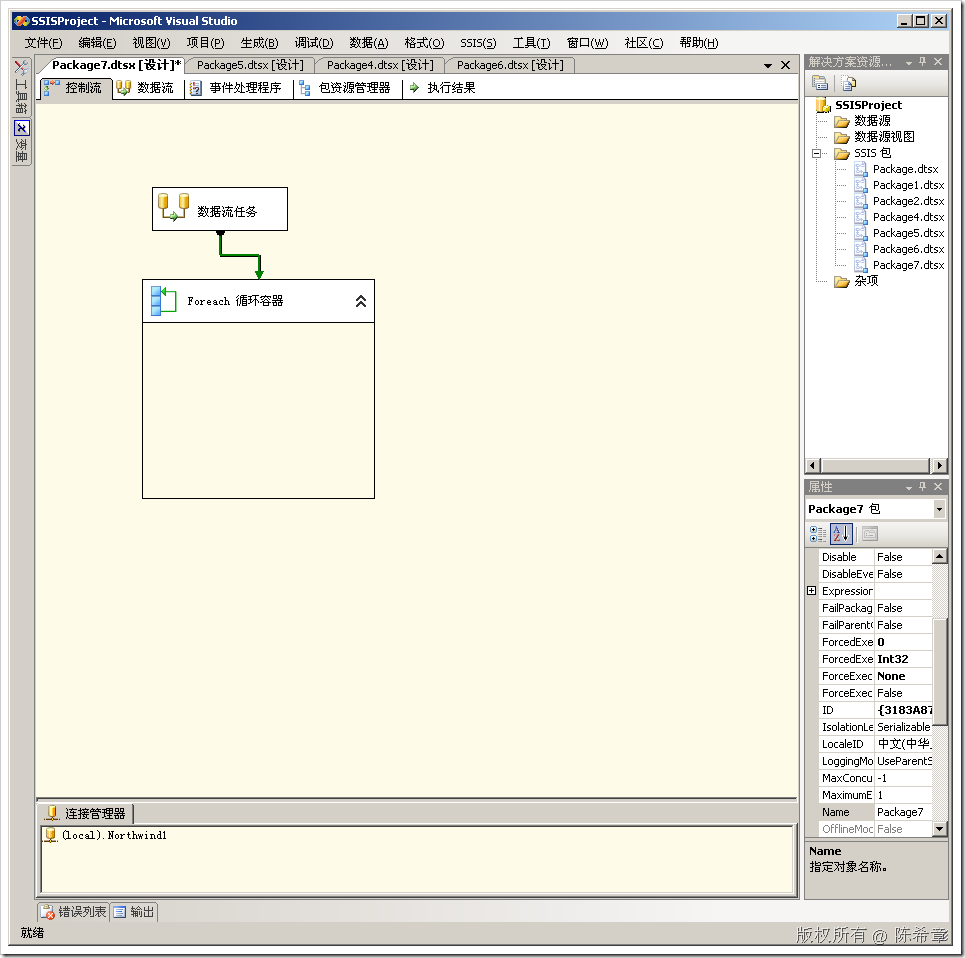 SSISProject - Microsoft Visual Studio
文件(F) 编辑(E) 视图(V) 项目(P) 生成(B) 调试(D) 数据(A) 格式(O) SSIS(S) 工具(T) 窗口(W) 社区(C) 帮助(H)
工具箱
变量
Package7.dtsx [设计]* Package5.dtsx [设计] Package4.dtsx [设计] Package6.dtsx [设计]
控制流 数据流 事件处理程序 包资源管理器 执行结果
数据流任务
Foreach 循环容器
连接管理器
(local).Northwind1
错误列表 输出
就绪
解决方案资源...
SSISProject
数据源
数据源视图
SSIS 包
Package.dtsx
Package1.dtsx
Package2.dtsx
Package4.dtsx
Package5.dtsx
Package6.dtsx
Package7.dtsx
杂项
属性
Package7 包
Disable False
DisableEve False
Expression
FailPackag False
FailParentC False
ForcedExe 0
ForcedExe Int32
ForceExec None
ForceExec False
ID {3183A87
IsolationLe Serializable
LocaleID 中文(中华人
LoggingMo UseParentS
MaxConcu -1
MaximumE 1
Name Package7
OfflineMod False
Name
指定对象名称。
版权所有 @ 陈希章